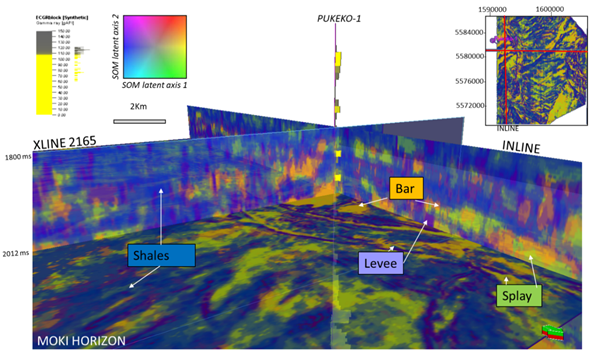 ECGRBlock [Synthetic]
Gamma ray [gAPI]
150.00
140.00
130.00
120.00
110.00
100.00
90.00
80.00
70.00
60.00
50.00
40.00
30.00
20.00
10.00
0.00
SOM latent axis 2
SOM latent axis 1
2Km
PUKEKO-1
1590000
1600000
5584000
5580000
5576000
5572000
INLINE
XLINE 2165
INLINE
1800 ms
2012 ms
Bar
Levee
Shales
Splay
MOKI HORIZON